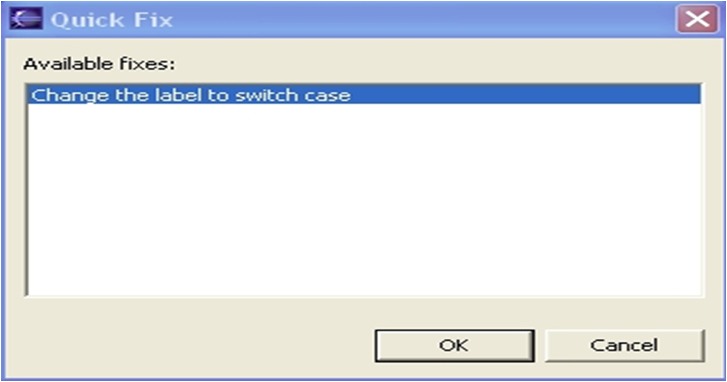 Quick Fix
Available fixes:
Change the label to switch case
OK
Cancel